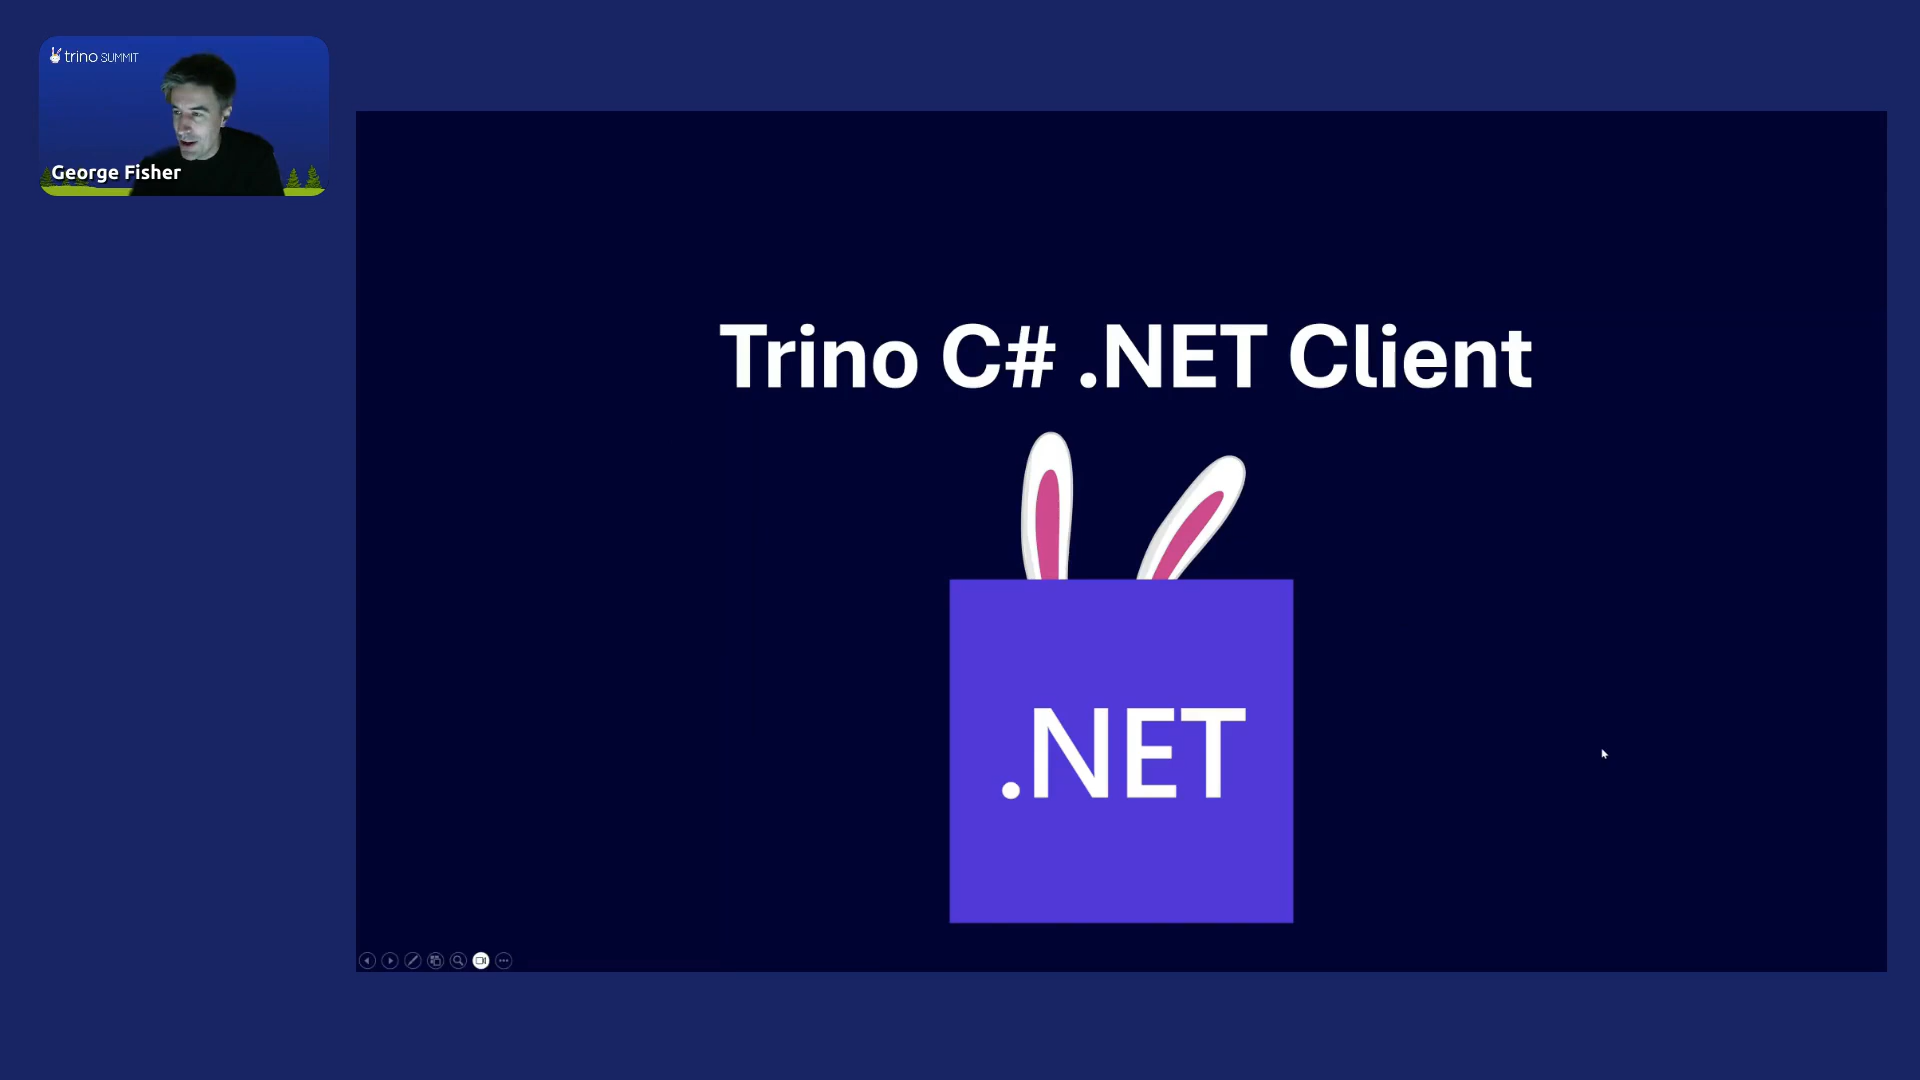 trino SUMMIT
George Fisher
Trino C# .NET Client
.NET